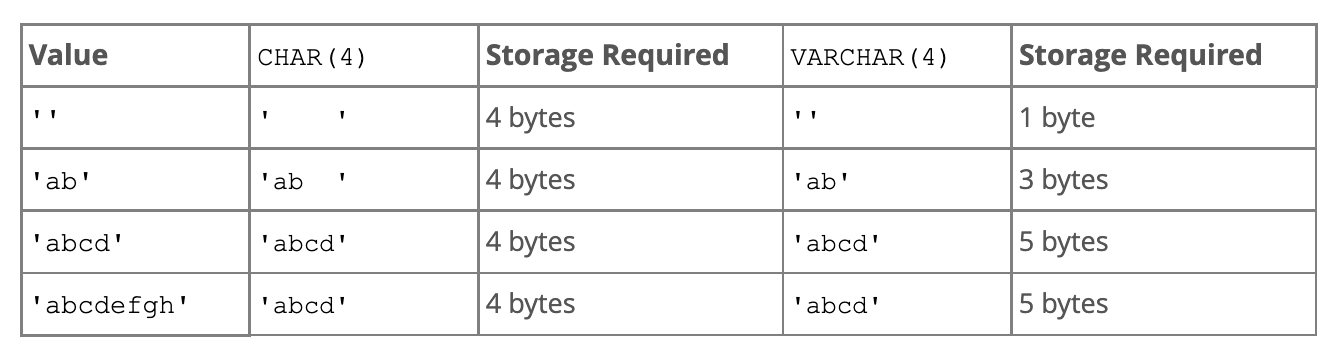 Value CHAR(4) Storage Required VARCHAR(4) Storage Required
'' '    ' 4 bytes '' 1 byte
'ab' 'ab  ' 4 bytes 'ab' 3 bytes
'abcd' 'abcd' 4 bytes 'abcd' 5 bytes
'abcdefgh' 'abcd' 4 bytes 'abcd' 5 bytes